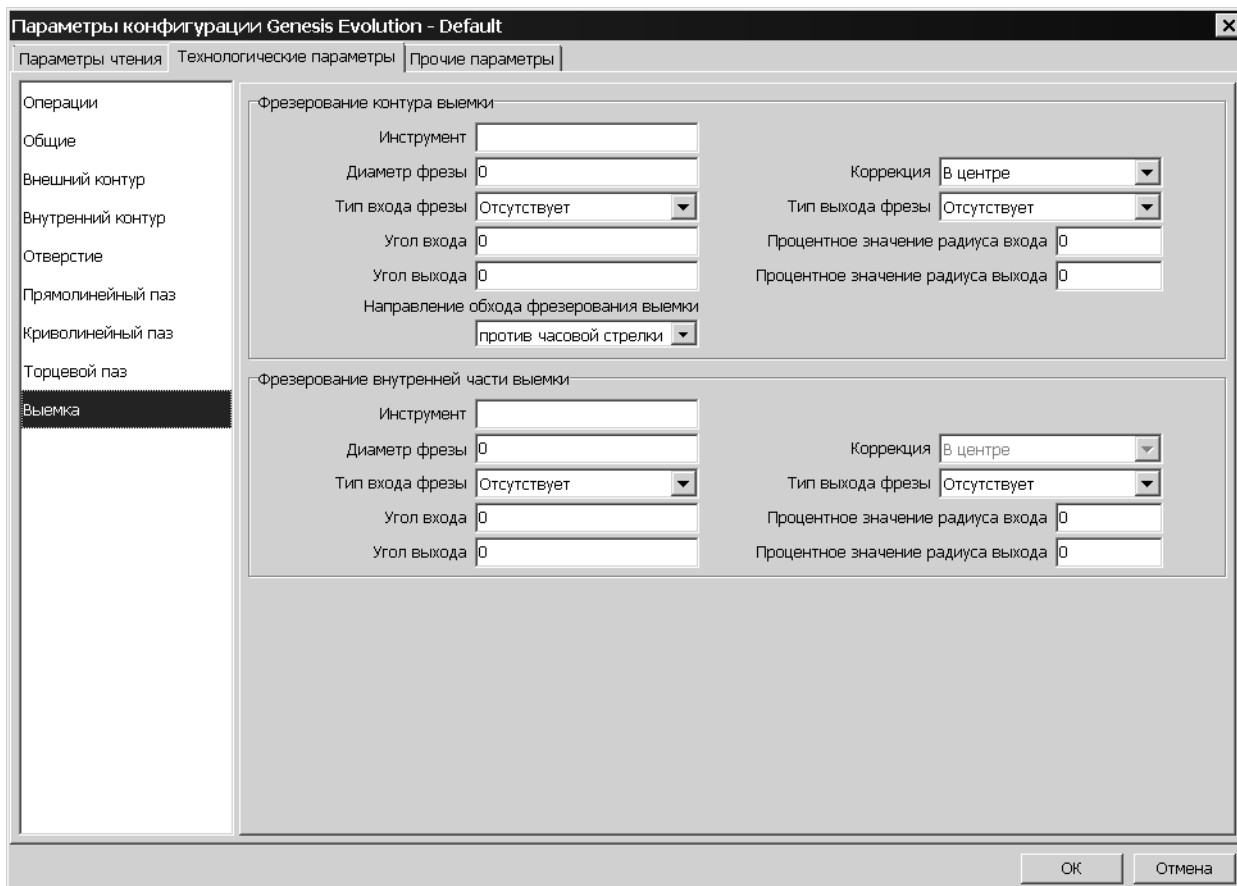 Параметры конфигурации Genesis Evolution - Default
Параметры чтения Технологические параметры Прочие параметры
Операции
Общие
Внешний контур
Внутренний контур
Отверстие
Прямолинейный паз
Криволинейный паз
Торцевой паз
Выемка
Фрезерование контура выемки
Инструмент
Диаметр фрезы 0 Коррекция В центре
Тип входа фрезы Отсутствует Тип выхода фрезы Отсутствует
Угол входа 0 Процентное значение радиуса входа 0
Угол выхода 0 Процентное значение радиуса выхода 0
Направление обхода фрезерования выемки
против часовой стрелки
Фрезерование внутренней части выемки
Инструмент
Диаметр фрезы 0 Коррекция В центре
Тип входа фрезы Отсутствует Тип выхода фрезы Отсутствует
Угол входа 0 Процентное значение радиуса входа 0
Угол выхода 0 Процентное значение радиуса выхода 0
ОК Отмена